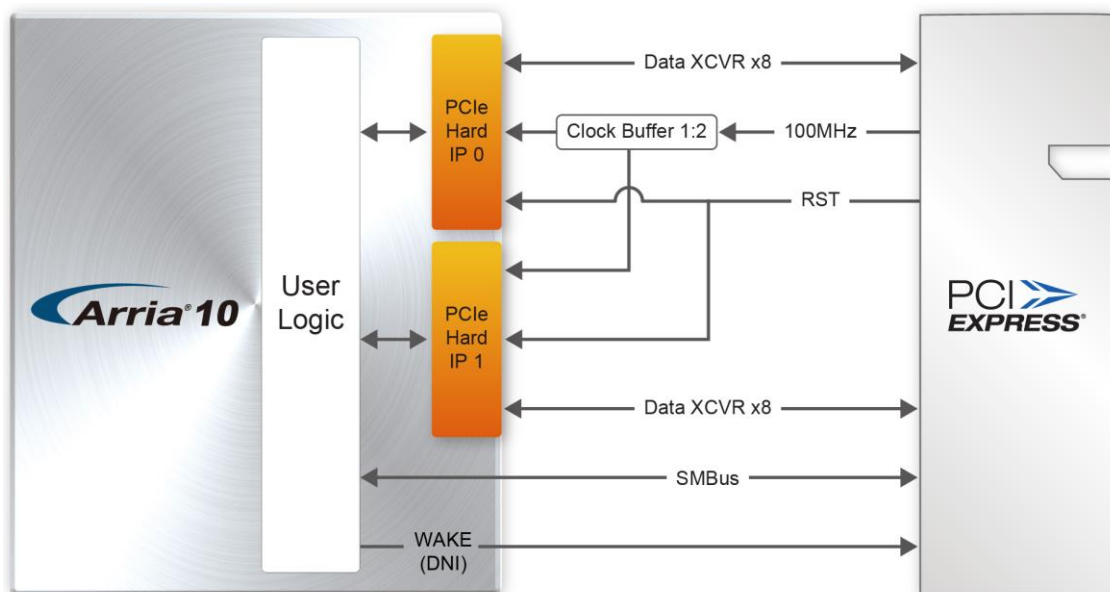 Data XCVR x8
PCIe
Hard
IP 0
Clock Buffer 1:2
100MHz
RST
User
Logic
Arria® 10
PCI
EXPRESS®
PCIe
Hard
IP 1
Data XCVR x8
SMBus
WAKE
(DNI)